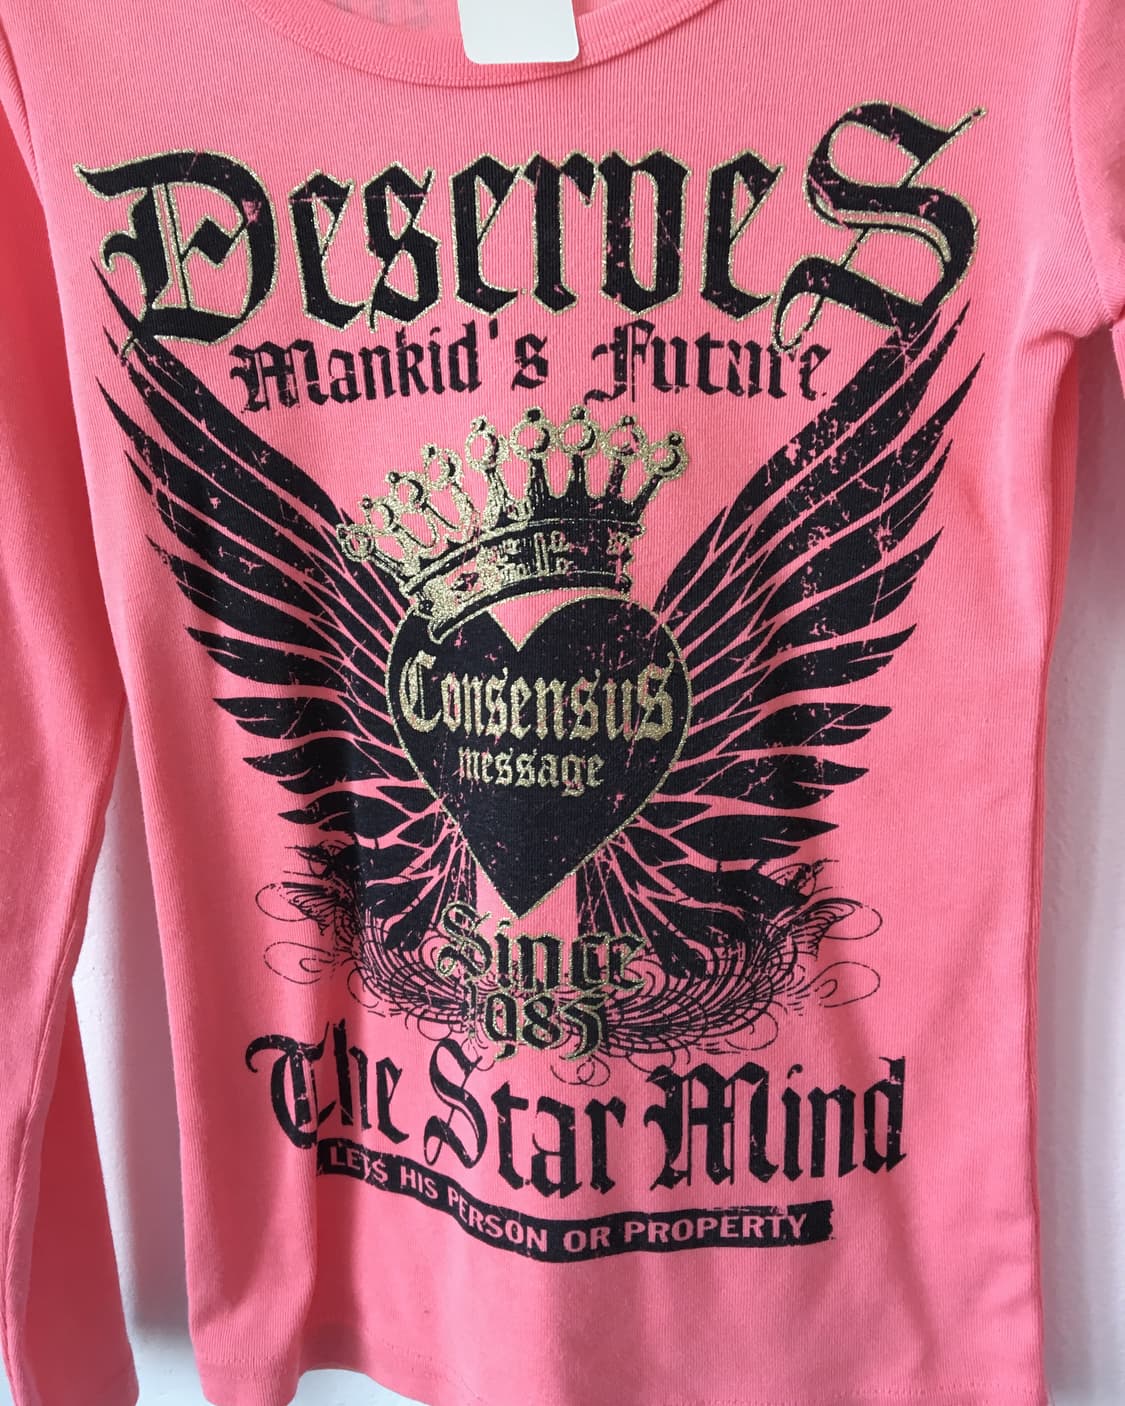 DeserveS
Mankid's Future
Consensus
message
Since
1985
The Star Mind
LETS HIS PERSON OR PROPERTY